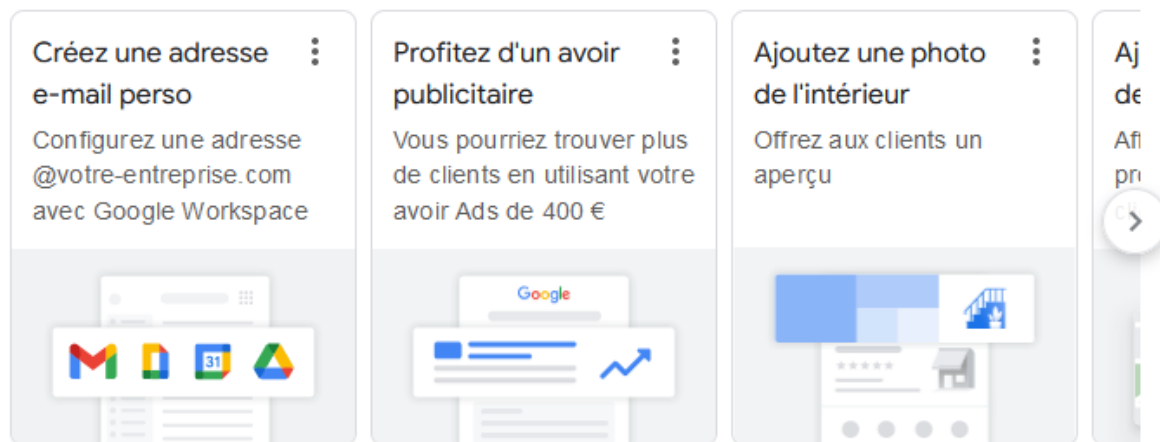 Créez une adresse
e-mail perso
Configurez une adresse
@votre-entreprise.com
avec Google Workspace
31
Profitez d'un avoir
publicitaire
Vous pourriez trouver plus
de clients en utilisant votre
avoir Ads de 400 €
Google
Ajoutez une photo
de l'intérieur
Offrez aux clients un
aperçu
Aj
de